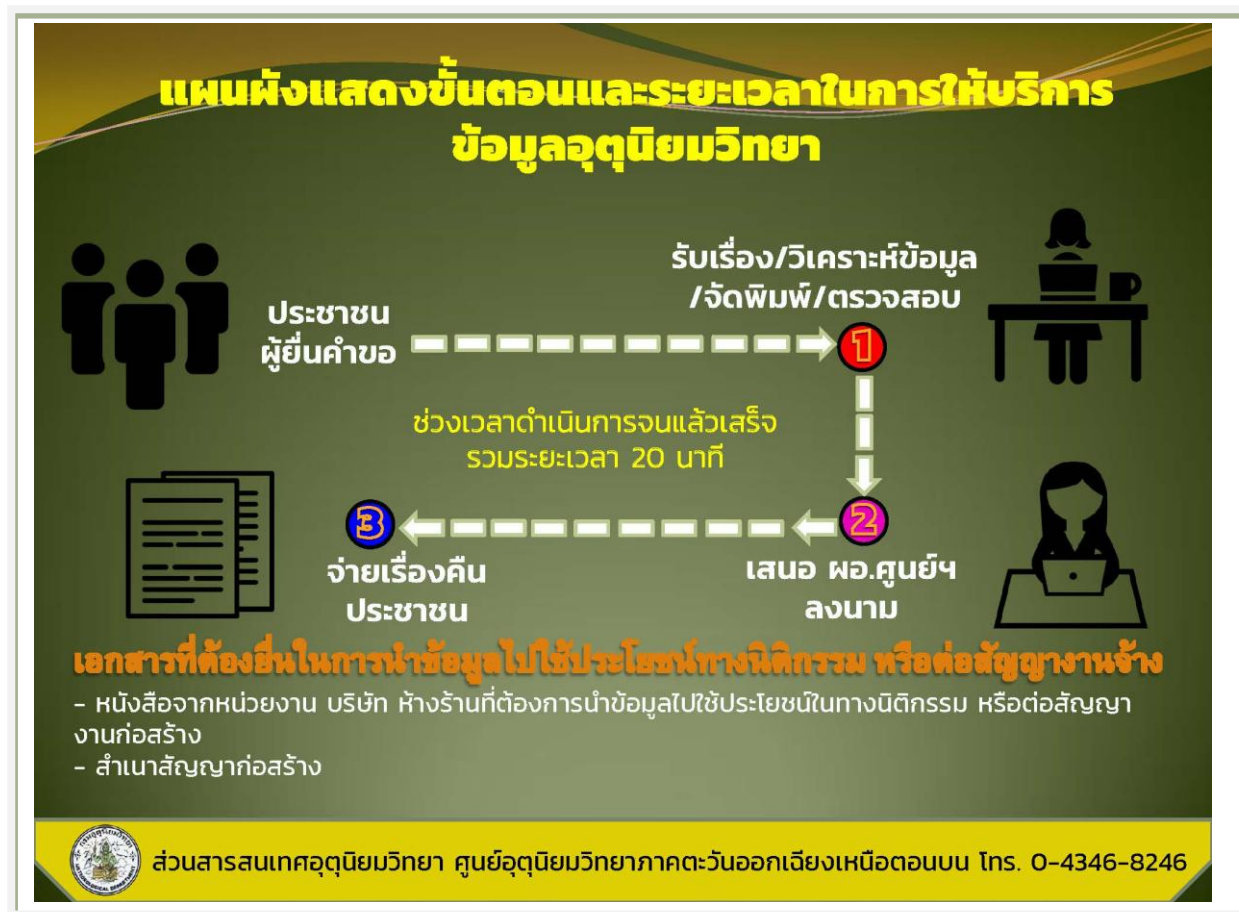 แผนผังแสดงขั้นตอนและระยะเวลาในการให้บริการ
ข้อมูลอุตุนิยมวิทยา
รับเรื่อง/วิเคราะห์ข้อมูล
/จัดพิมพ์/ตรวจสอบ
ประชาชน
ผู้ยื่นคำขอ
1
ช่วงเวลาดำเนินการจนแล้วเสร็จ
รวมระยะเวลา 20 นาที
3
2
จ่ายเรื่องคืน
ประชาชน
เสนอ ผอ.ศูนย์ฯ
ลงนาม
เอกสารที่ต้องยื่นในการนำข้อมูลไปใช้ประโยชน์ทางนิติกรรม หรือต่อสัญญางานจ้าง
- หนังสือจากหน่วยงาน บริษัท ห้างร้านที่ต้องการนำข้อมูลไปใช้ประโยชน์ในทางนิติกรรม หรือต่อสัญญา
งานก่อสร้าง
- สำเนาสัญญาก่อสร้าง
ส่วนสารสนเทศอุตุนิยมวิทยา ศูนย์อุตุนิยมวิทยาภาคตะวันออกเฉียงเหนือตอนบน โทร. 0-4346-8246